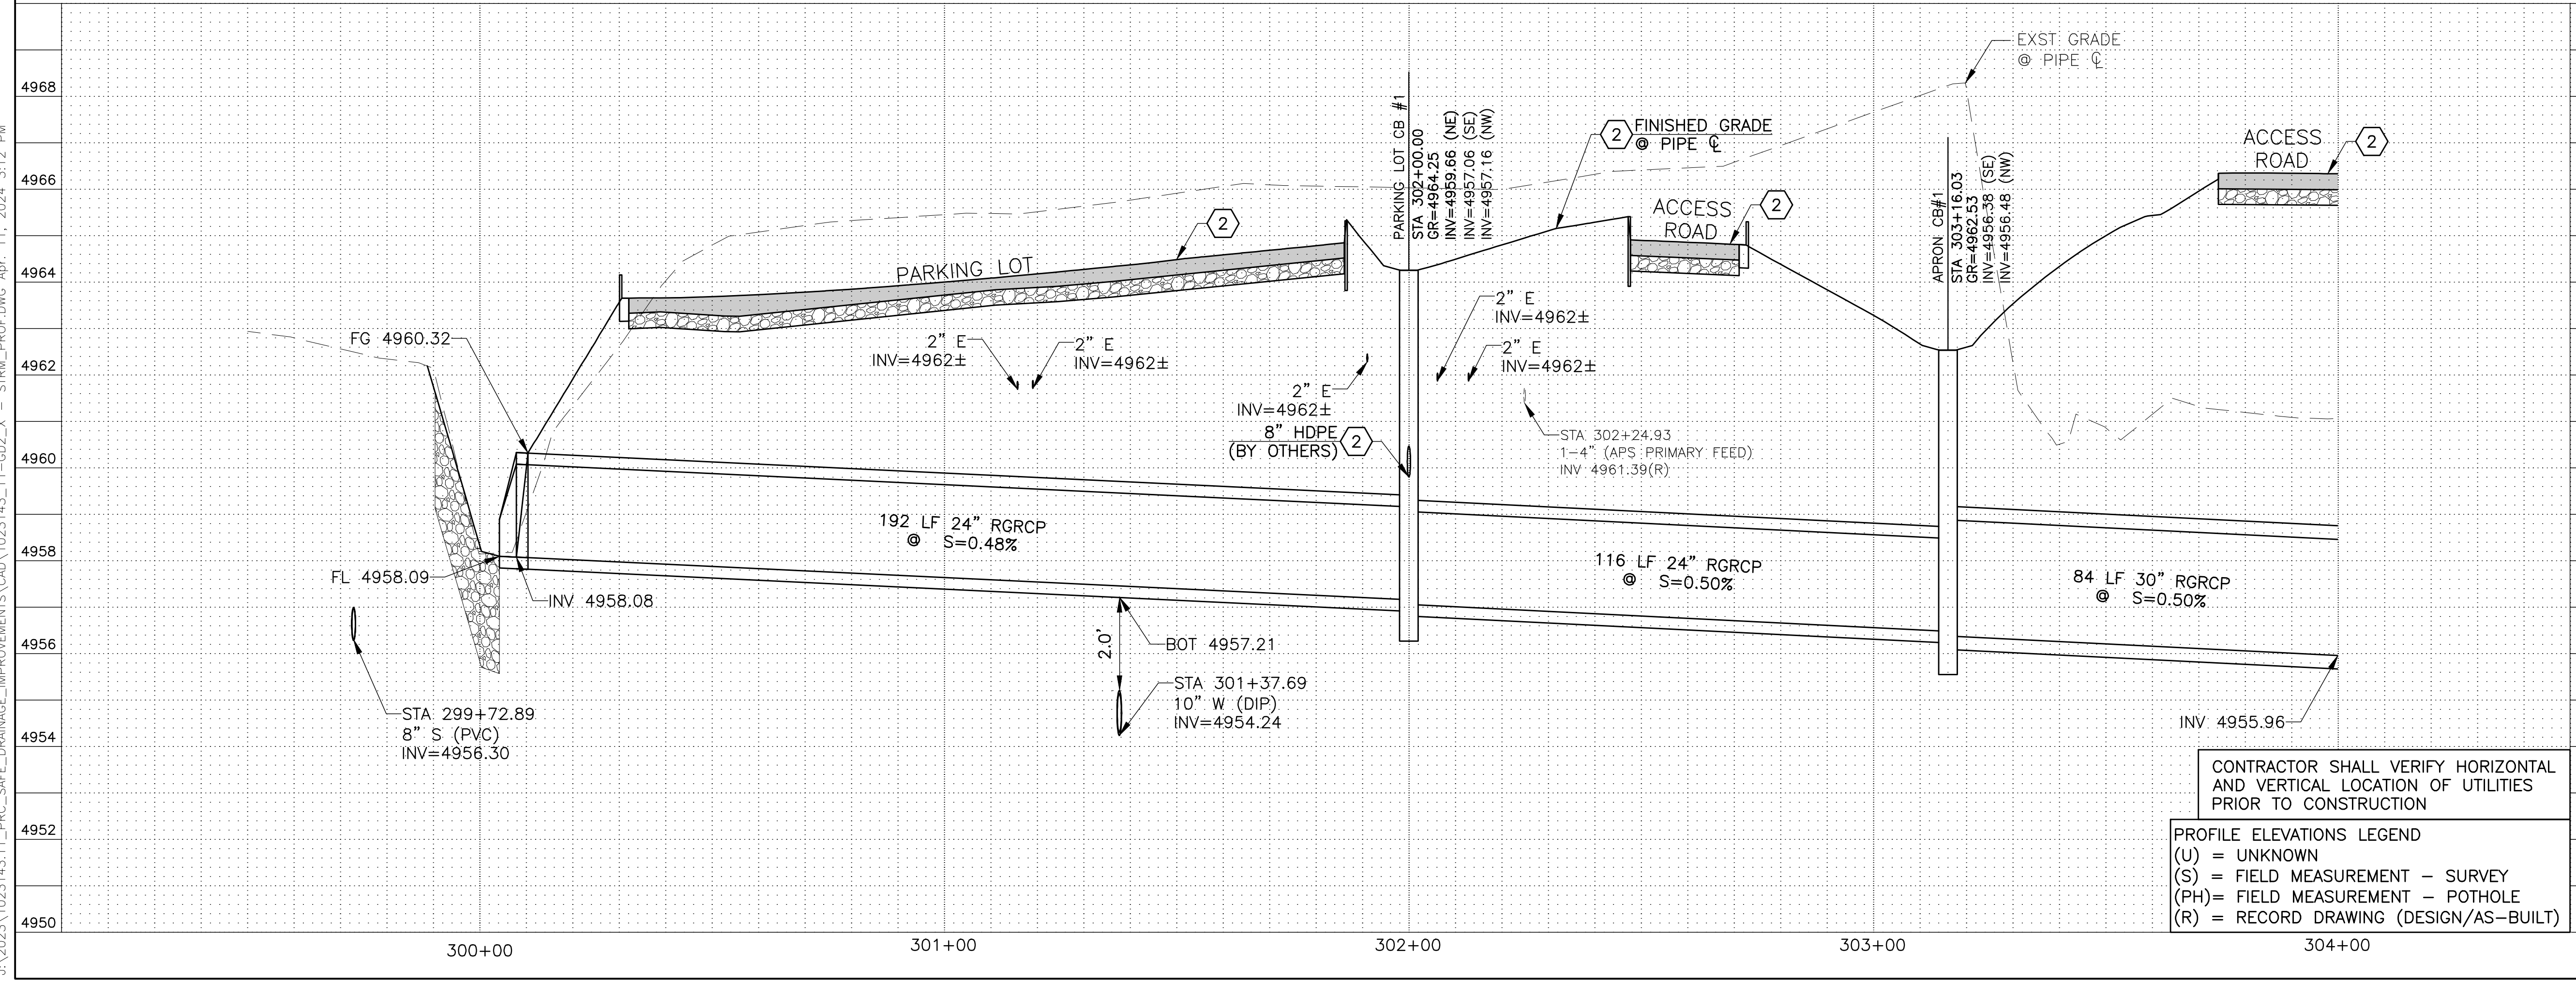 EXST GRADE
@ PIPE ℄
4968
4966
4964
4962
4960
4958
4956
4954
4952
4950
PARKING LOT CB #1
STA 302+00.00
GR=4964.25
INV=4959.66 (NE)
INV=4957.06 (SE)
INV=4957.16 (NW)
2
FINISHED GRADE
@ PIPE ℄
ACCESS
ROAD
2
APRON CB#1
STA 303+16.03
GR=4962.53
INV=4956.38 (SE)
INV=4956.48 (NW)
ACCESS
ROAD
2
2
PARKING LOT
FG 4960.32
2" E
INV=4962±
2" E
INV=4962±
2" E
INV=4962±
2" E
INV=4962±
2" E
INV=4962±
8" HDPE
(BY OTHERS)
2
STA 302+24.93
1-4" (APS PRIMARY FEED)
INV 4961.39(R)
192 LF 24" RGRCP
@ S=0.48%
116 LF 24" RGRCP
@ S=0.50%
84 LF 30" RGRCP
@ S=0.50%
FL 4958.09
INV 4958.08
2.0'
BOT 4957.21
STA 301+37.69
10" W (DIP)
INV=4954.24
STA 299+72.89
8" S (PVC)
INV=4956.30
INV 4955.96
CONTRACTOR SHALL VERIFY HORIZONTAL
AND VERTICAL LOCATION OF UTILITIES
PRIOR TO CONSTRUCTION
PROFILE ELEVATIONS LEGEND
(U) = UNKNOWN
(S) = FIELD MEASUREMENT - SURVEY
(PH)= FIELD MEASUREMENT - POTHOLE
(R) = RECORD DRAWING (DESIGN/AS-BUILT)
300+00
301+00
302+00
303+00
304+00
Apr. 11, 2024 3:12 PM